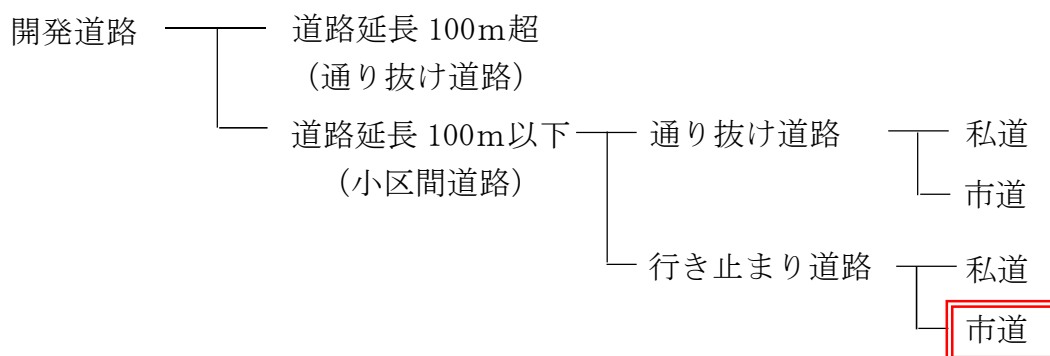 開発道路 道路延長 100m超
(通り抜け道路)
道路延長 100m以下 通り抜け道路 私道
(小区間道路) 市道
行き止まり道路 私道
市道